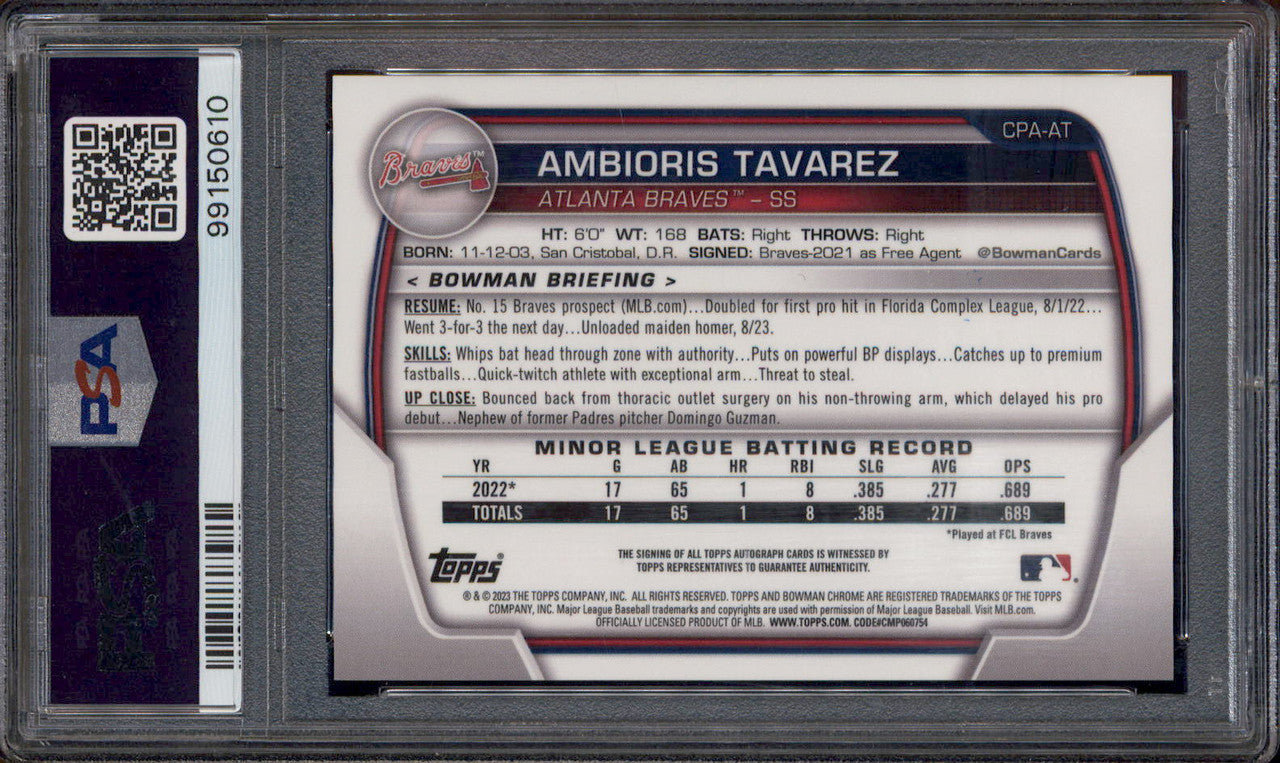 99150610
PSA
CPA-AT
Braves™
AMBIORIS TAVAREZ
ATLANTA BRAVES™ – SS
HT: 6'0" WT: 168 BATS: Right THROWS: Right
BORN: 11-12-03, San Cristobal, D.R. SIGNED: Braves-2021 as Free Agent @BowmanCards
< BOWMAN BRIEFING >
RESUME: No. 15 Braves prospect (MLB.com)...Doubled for first pro hit in Florida Complex League, 8/1/22...
Went 3-for-3 the next day...Unloaded maiden homer, 8/23.
SKILLS: Whips bat head through zone with authority...Puts on powerful BP displays...Catches up to premium
fastballs...Quick-twitch athlete with exceptional arm...Threat to steal.
UP CLOSE: Bounced back from thoracic outlet surgery on his non-throwing arm, which delayed his pro
debut...Nephew of former Padres pitcher Domingo Guzman.
MINOR LEAGUE BATTING RECORD
YR G AB HR RBI SLG AVG OPS
2022* 17 65 1 8 .385 .277 .689
TOTALS 17 65 1 8 .385 .277 .689
*Played at FCL Braves
Topps®
THE SIGNING OF ALL TOPPS AUTOGRAPH CARDS IS WITNESSED BY
TOPPS REPRESENTATIVES TO GUARANTEE AUTHENTICITY.
® & © 2023 THE TOPPS COMPANY, INC. ALL RIGHTS RESERVED. TOPPS AND BOWMAN CHROME ARE REGISTERED TRADEMARKS OF THE TOPPS
COMPANY, INC. Major League Baseball trademarks and copyrights are used with permission of Major League Baseball. Visit MLB.com.
OFFICIALLY LICENSED PRODUCT OF MLB. WWW.TOPPS.COM. CODE#CMP060754